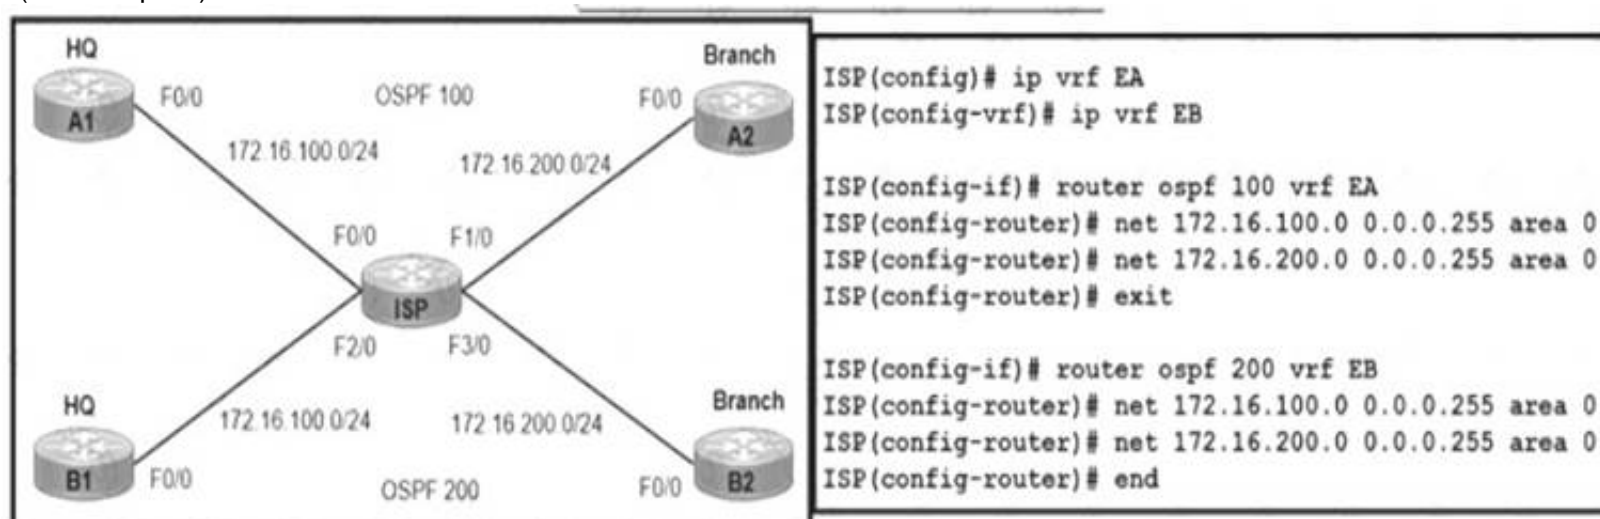 HQ
Branch
F0/0
OSPF 100
F0/0
A1
A2
172.16.100.0/24
172.16.200.0/24
F0/0
F1/0
ISP
F2/0
F3/0
HQ
Branch
172.16.100.0/24
172.16.200.0/24
B1
F0/0
OSPF 200
F0/0
B2
ISP(config)# ip vrf EA
ISP(config-vrf)# ip vrf EB
ISP(config-if)# router ospf 100 vrf EA
ISP(config-router)# net 172.16.100.0 0.0.0.255 area 0
ISP(config-router)# net 172.16.200.0 0.0.0.255 area 0
ISP(config-router)# exit
ISP(config-if)# router ospf 200 vrf EB
ISP(config-router)# net 172.16.100.0 0.0.0.255 area 0
ISP(config-router)# net 172.16.200.0 0.0.0.255 area 0
ISP(config-router)# end